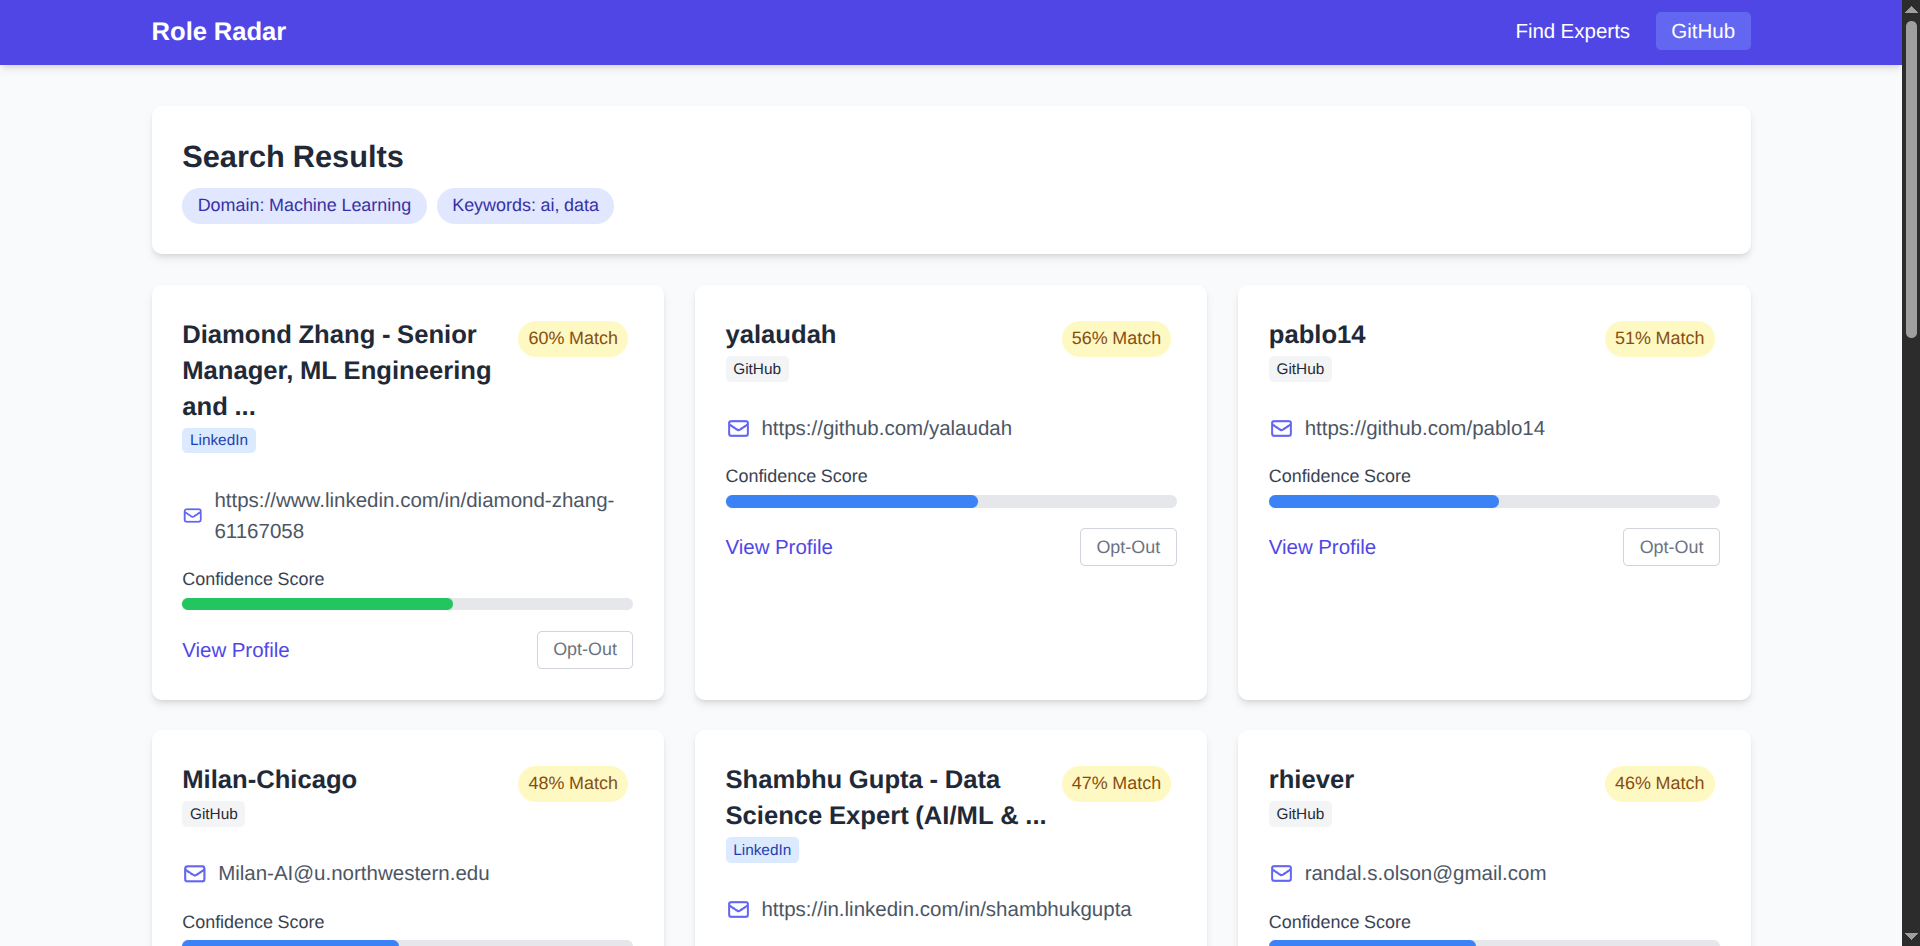 Role Radar
Find Experts
GitHub
Search Results
Domain: Machine Learning
Keywords: ai, data
Diamond Zhang - Senior
Manager, ML Engineering
and ...
60% Match
LinkedIn
https://www.linkedin.com/in/diamond-zhang-
61167058
Confidence Score
View Profile
Opt-Out
yalaudah
56% Match
GitHub
https://github.com/yalaudah
Confidence Score
View Profile
Opt-Out
pablo14
51% Match
GitHub
https://github.com/pablo14
Confidence Score
View Profile
Opt-Out
Milan-Chicago
48% Match
GitHub
Milan-AI@u.northwestern.edu
Confidence Score
Shambhu Gupta - Data
Science Expert (AI/ML & ...
47% Match
LinkedIn
https://in.linkedin.com/in/shambhukgupta
rhiever
46% Match
GitHub
randal.s.olson@gmail.com
Confidence Score